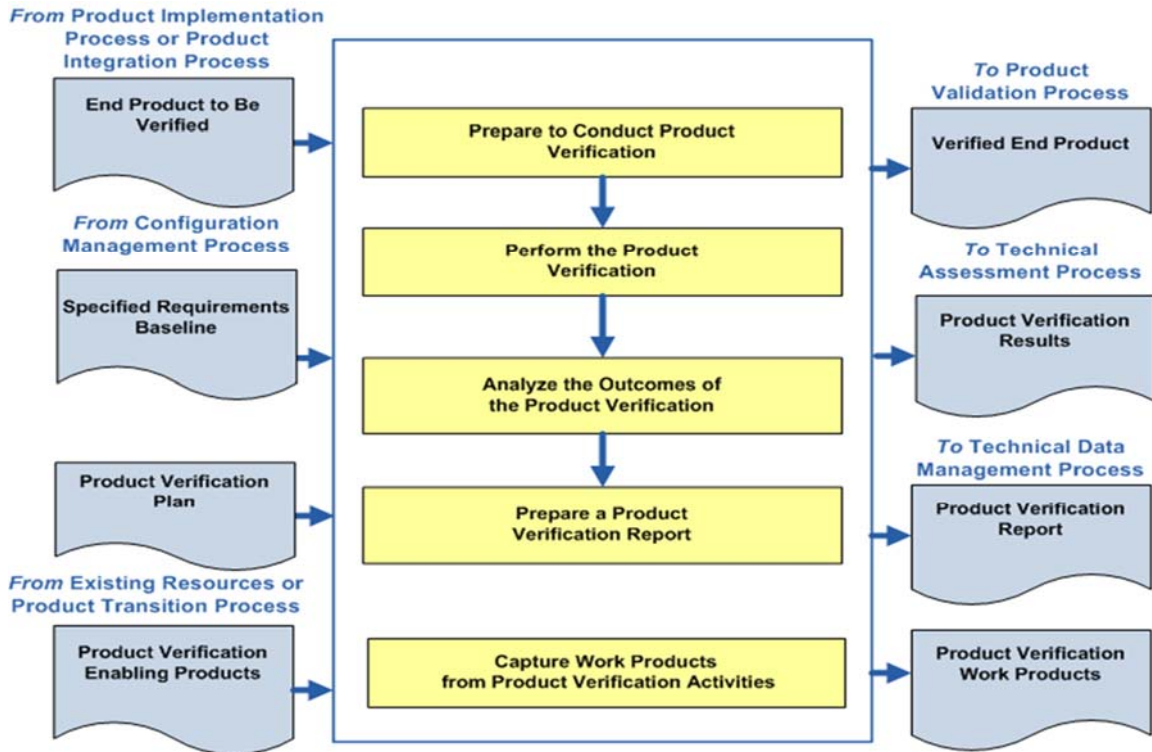 From Product Implementation
Process or Product
Integration Process
End Product to Be
Verified
From Configuration
Management Process
Specified Requirements
Baseline
Product Verification
Plan
From Existing Resources or
Product Transition Process
Product Verification
Enabling Products
Prepare to Conduct Product
Verification
Perform the Product
Verification
Analyze the Outcomes of
the Product Verification
Prepare a Product
Verification Report
Capture Work Products
from Product Verification Activities
To Product
Validation Process
Verified End Product
To Technical
Assessment Process
Product Verification
Results
To Technical Data
Management Process
Product Verification
Report
Product Verification
Work Products